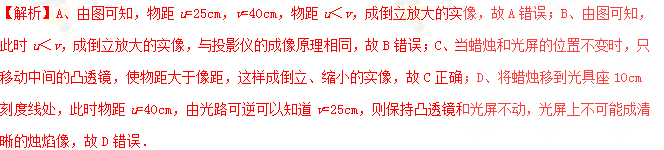 【解析】A、由图可知，物距 u=25cm，v=40cm，物距 u＜v，成倒立放大的实像，故 A 错误；B、由图可知，
此时 u＜v，成倒立放大的实像，与投影仪的成像原理相同，故 B 错误；C、当蜡烛和光屏的位置不变时，只
移动中间的凸透镜，使物距大于像距，这样成倒立、缩小的实像，故 C 正确；D、将蜡烛移到光具座 10cm
刻度线处，此时物距 u=40cm，由光路可逆可以知道 v=25cm，则保持凸透镜和光屏不动，光屏上不可能成清
晰的烛焰像，故 D 错误．